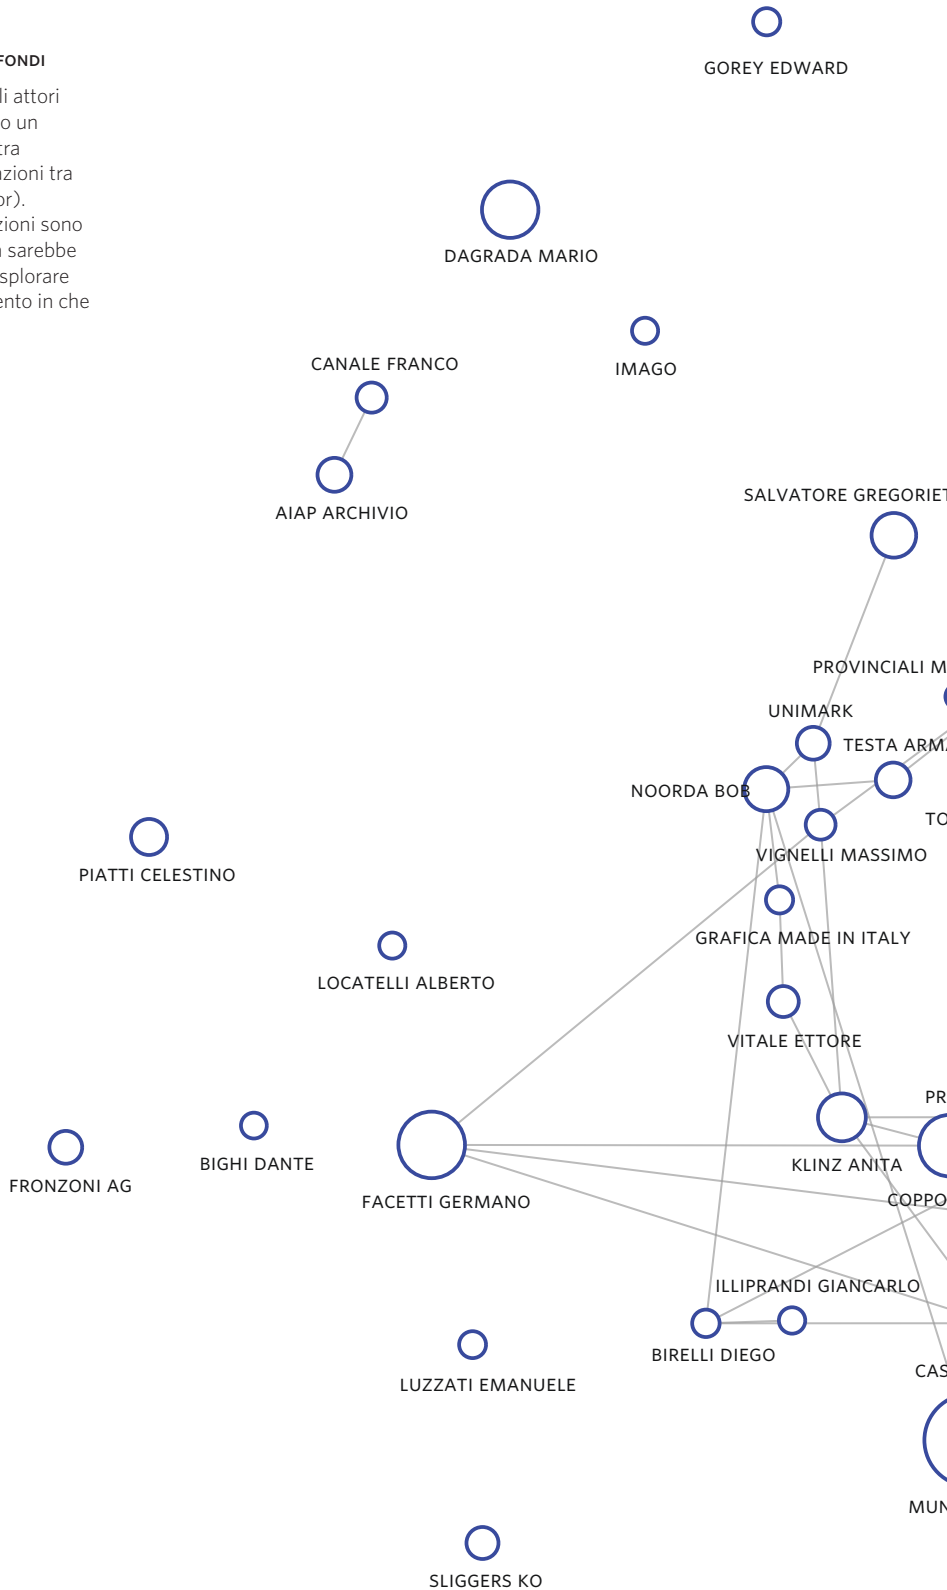 FONDI
li attori
o un
tra
zioni tra
or).
zioni sono
sarebbe
splorare
ento in che
GOREY EDWARD
DAGRADA MARIO
IMAGO
CANALE FRANCO
AIAP ARCHIVIO
SALVATORE GREGORIET
PROVINCIALI M
UNIMARK
TESTA ARMA
NOORDA BOB
TO
VIGNELLI MASSIMO
PIATTI CELESTINO
GRAFICA MADE IN ITALY
LOCATELLI ALBERTO
VITALE ETTORE
PR
BIGHI DANTE
KLINZ ANITA
FRONZONI AG
FACETTI GERMANO
COPPO
ILLIPRANDI GIANCARLO
BIRELLI DIEGO
CAS
LUZZATI EMANUELE
MUN
SLIGGERS KO